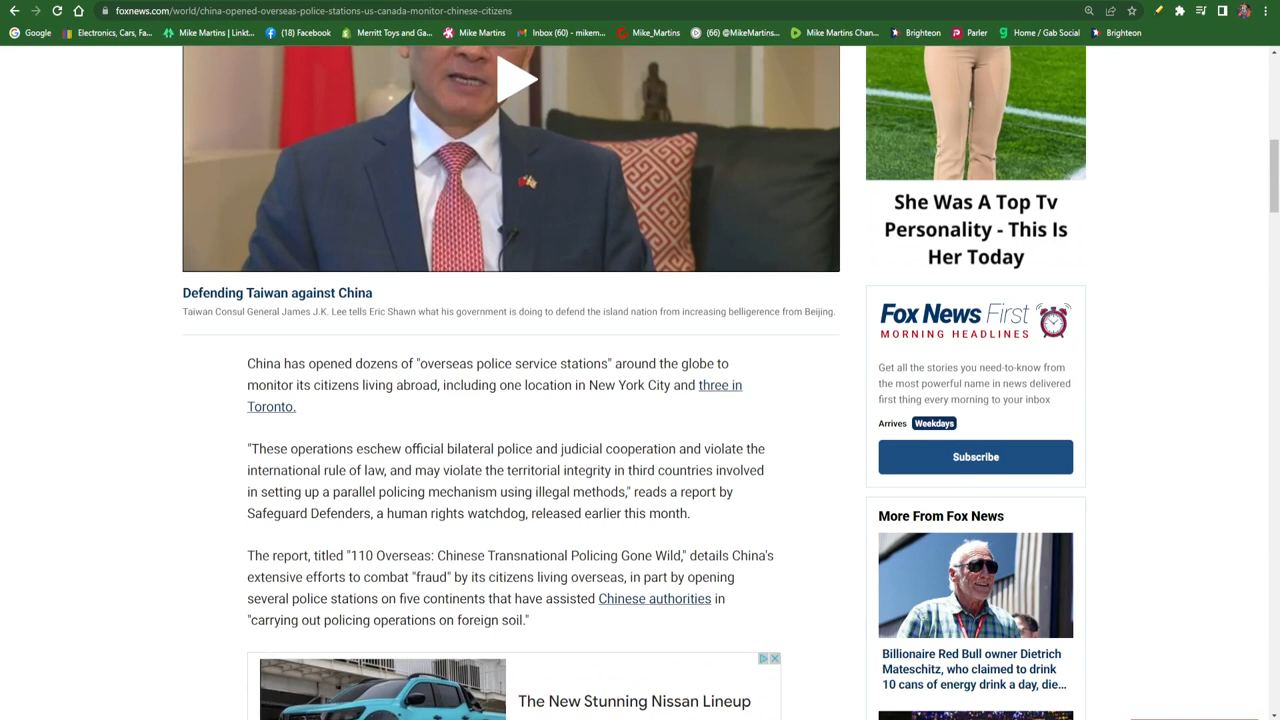 foxnews.com/world/china-opens-overseas-police-stations-us-canada-monitor-chinese-citizens
Google
Electronics, Cars, Fa...
Mike Martins | Linkt...
(18) Facebook
Merritt Toys and Ga...
Mike Martins
Inbox (60) - mikem...
Mike_Martins
(66) @MikeMartins...
Mike Martins Chan...
Brighteon
Parler
Home / Gab Social
Brighteon
Defending Taiwan against China
Taiwan Consul General James J.K. Lee tells Eric Shawn what his government is doing to defend the island nation from increasing belligerence from Beijing.
China has opened dozens of "overseas police service stations" around the globe to
monitor its citizens living abroad, including one location in New York City and three in
Toronto.
"These operations eschew official bilateral police and judicial cooperation and violate the
international rule of law, and may violate the territorial integrity in third countries involved
in setting up a parallel policing mechanism using illegal methods," reads a report by
Safeguard Defenders, a human rights watchdog, released earlier this month.
The report, titled "110 Overseas: Chinese Transnational Policing Gone Wild," details China's
extensive efforts to combat "fraud" by its citizens living overseas, in part by opening
several police stations on five continents that have assisted Chinese authorities in
"carrying out policing operations on foreign soil."
The New Stunning Nissan Lineup
She Was A Top Tv
Personality - This Is
Her Today
Fox News First
MORNING HEADLINES
Get all the stories you need-to-know from
the most powerful name in news delivered
first thing every morning to your inbox
Arrives Weekdays
Subscribe
More From Fox News
Billionaire Red Bull owner Dietrich
Mateschitz, who claimed to drink
10 cans of energy drink a day, die...